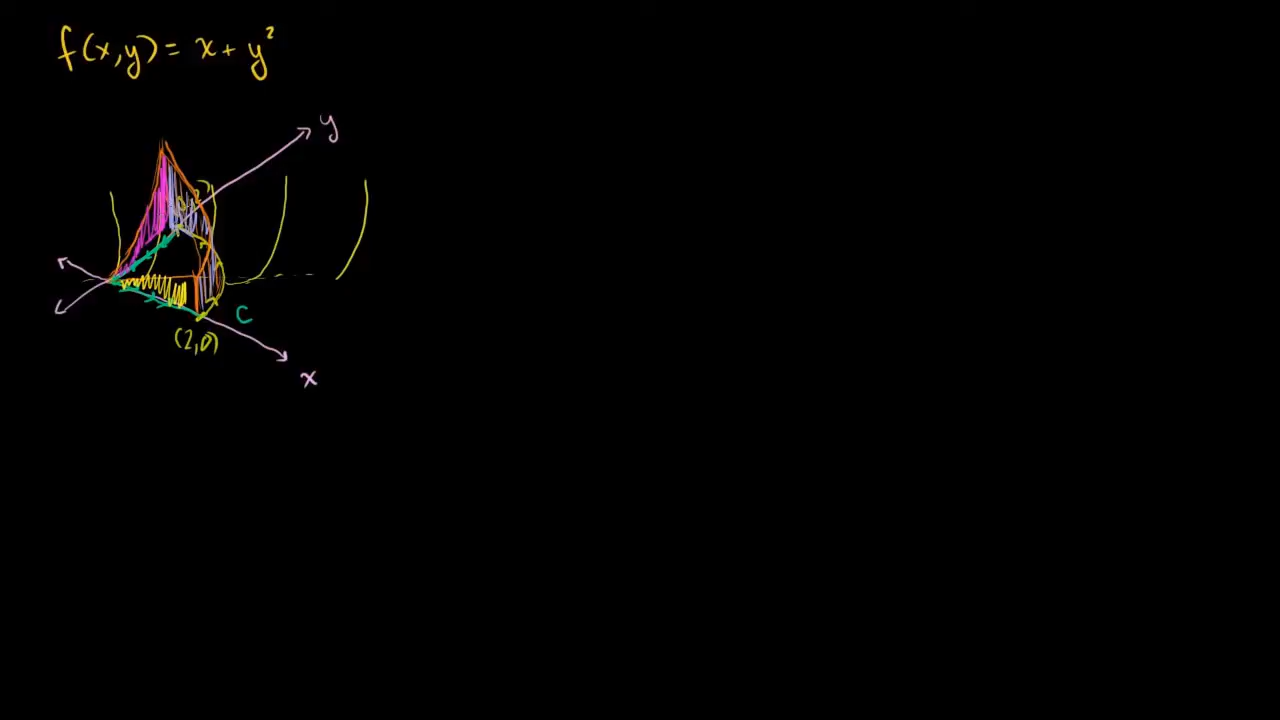 f(x,y) = x + y²
y
C
(2,0)
x